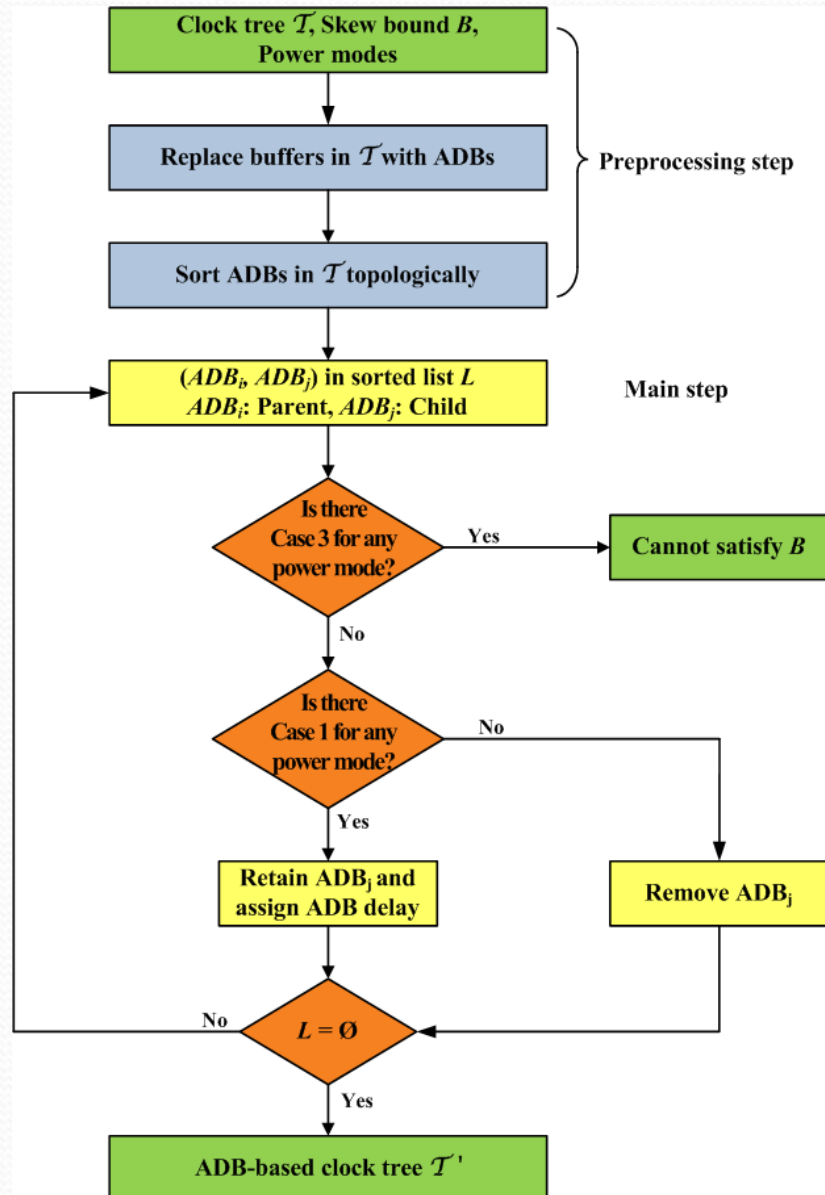 Clock tree 𝒯, Skew bound B,
Power modes
Replace buffers in 𝒯 with ADBs
Preprocessing step
Sort ADBs in 𝒯 topologically
(ADBᵢ, ADBⱼ) in sorted list L
ADBᵢ: Parent, ADBⱼ: Child
Main step
Is there
Case 3 for any
power mode?
Yes
Cannot satisfy B
No
Is there
Case 1 for any
power mode?
No
Yes
Retain ADBⱼ and
assign ADB delay
Remove ADBⱼ
No
L = Ø
Yes
ADB-based clock tree 𝒯 '